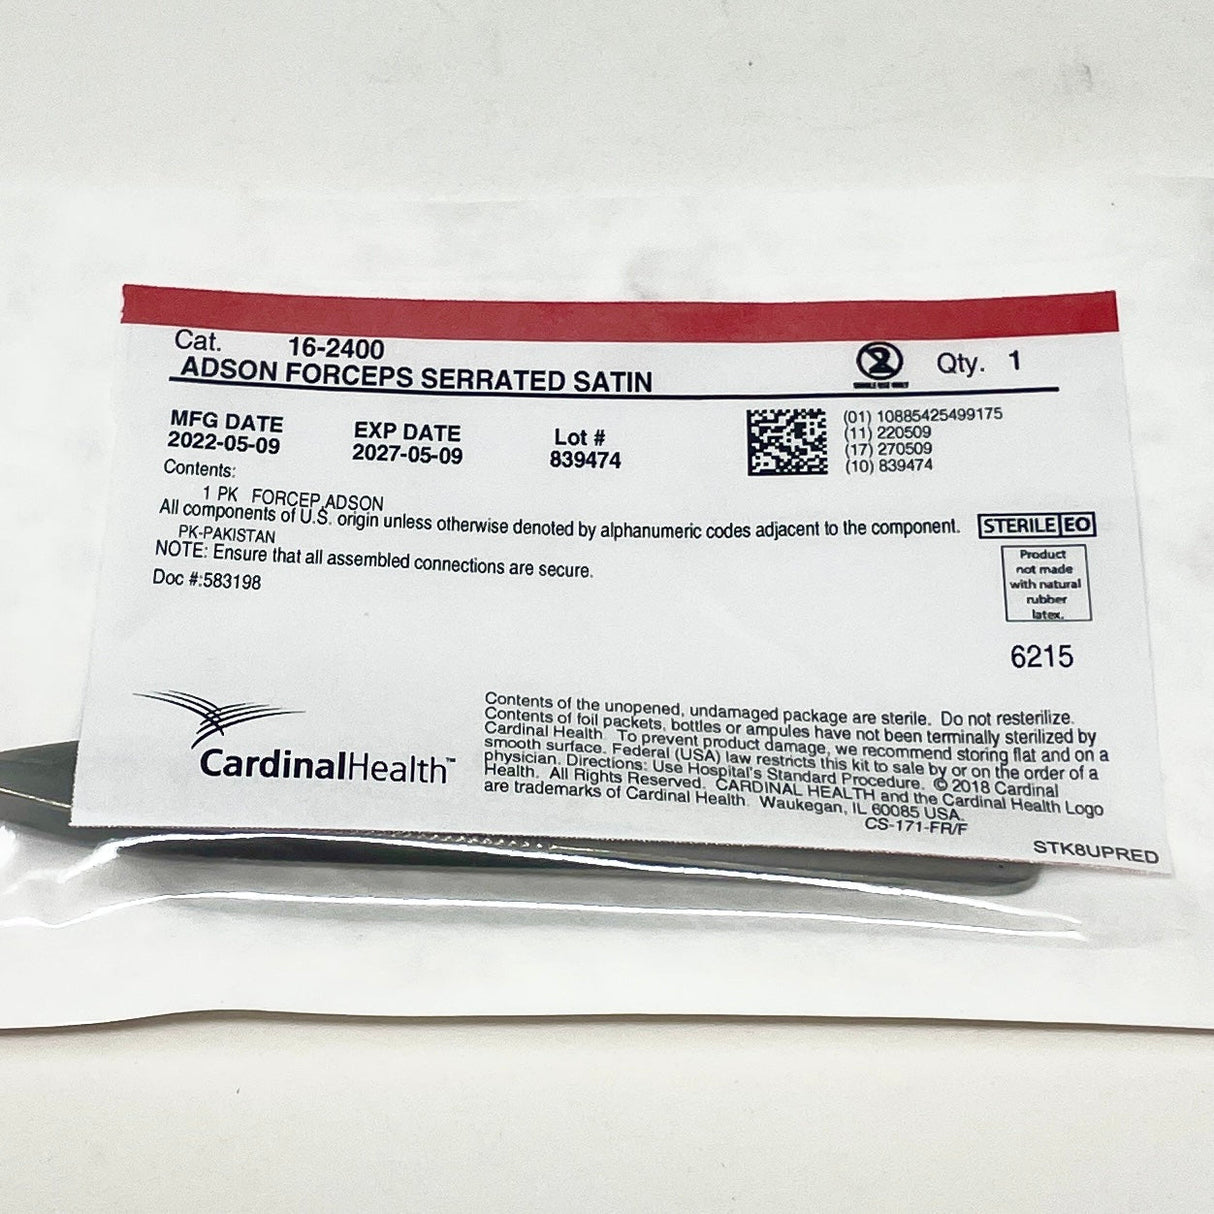 Cat. 16-2400
ADSON FORCEPS SERRATED SATIN
2
SINGLE USE ONLY
Qty. 1
MFG DATE
2022-05-09
EXP DATE
2027-05-09
Lot #
839474
(01) 10885425499175
(11) 220509
(17) 270509
(10) 839474
Contents:
1 PK FORCEP,ADSON
All components of U.S. origin unless otherwise denoted by alphanumeric codes adjacent to the component.
PK-PAKISTAN
NOTE: Ensure that all assembled connections are secure.
Doc #:583198
STERILE EO
Product
not made
with natural
rubber
latex.
6215
CardinalHealth™
Contents of the unopened, undamaged package are sterile. Do not resterilize.
Contents of foil packets, bottles or ampules have not been terminally sterilized by
Cardinal Health. To prevent product damage, we recommend storing flat and on a
smooth surface. Federal (USA) law restricts this kit to sale by or on the order of a
physician. Directions: Use Hospital's Standard Procedure. © 2018 Cardinal
Health. All Rights Reserved. CARDINAL HEALTH and the Cardinal Health Logo
are trademarks of Cardinal Health. Waukegan, IL 60085 USA.
CS-171-FR/F
STK8UPRED